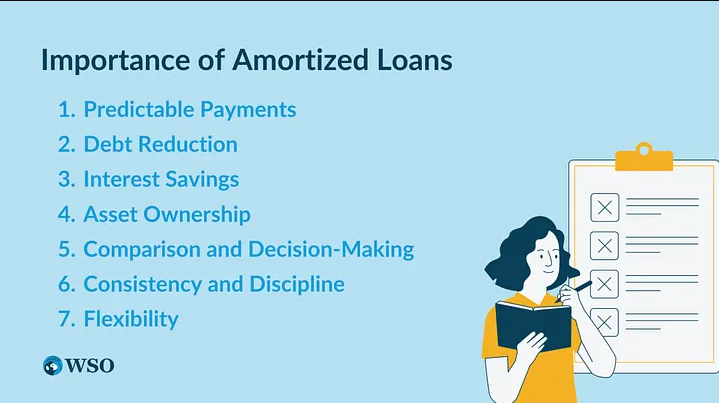 Importance of Amortized Loans
1. Predictable Payments
2. Debt Reduction
3. Interest Savings
4. Asset Ownership
5. Comparison and Decision-Making
6. Consistency and Discipline
7. Flexibility
WSO